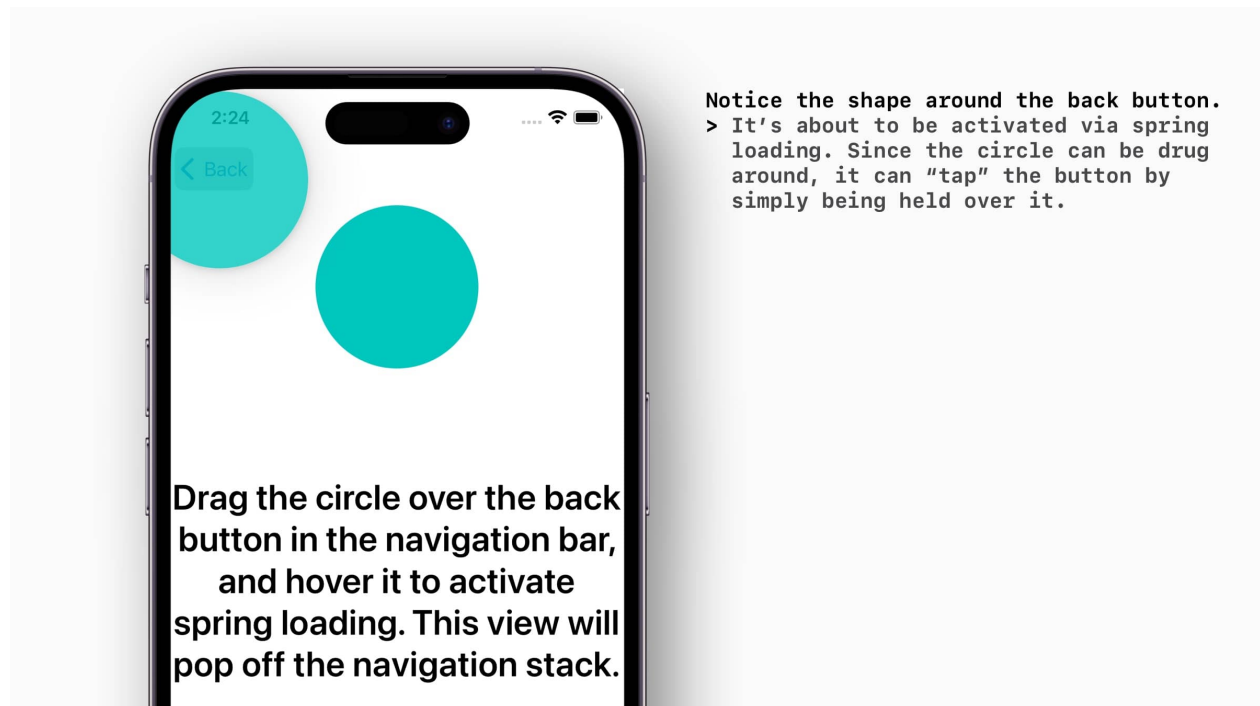 2:24
Back
Drag the circle over the back
button in the navigation bar,
and hover it to activate
spring loading. This view will
pop off the navigation stack.
Notice the shape around the back button.
> It’s about to be activated via spring
loading. Since the circle can be drug
around, it can “tap” the button by
simply being held over it.